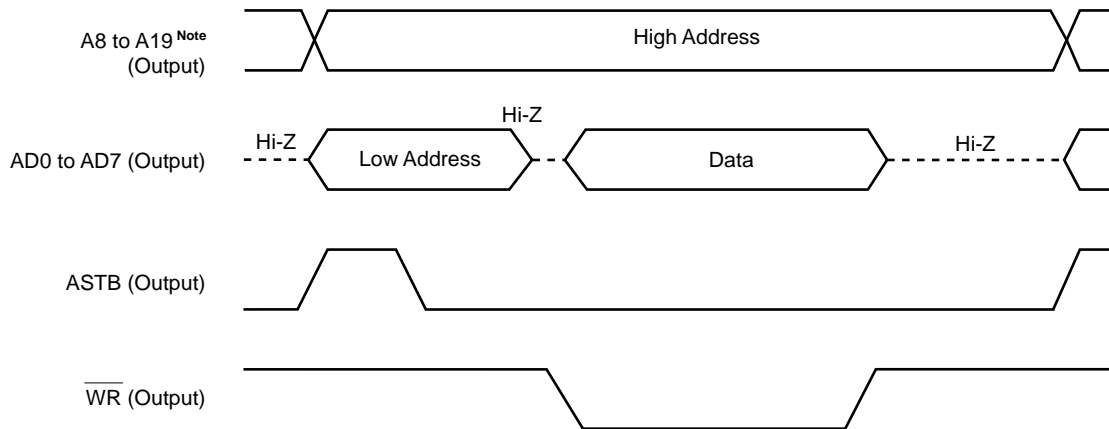 A8 to A19 Note
(Output)
High Address
Hi-Z
Hi-Z
Hi-Z
AD0 to AD7 (Output)
Low Address
Data
ASTB (Output)
WR (Output)